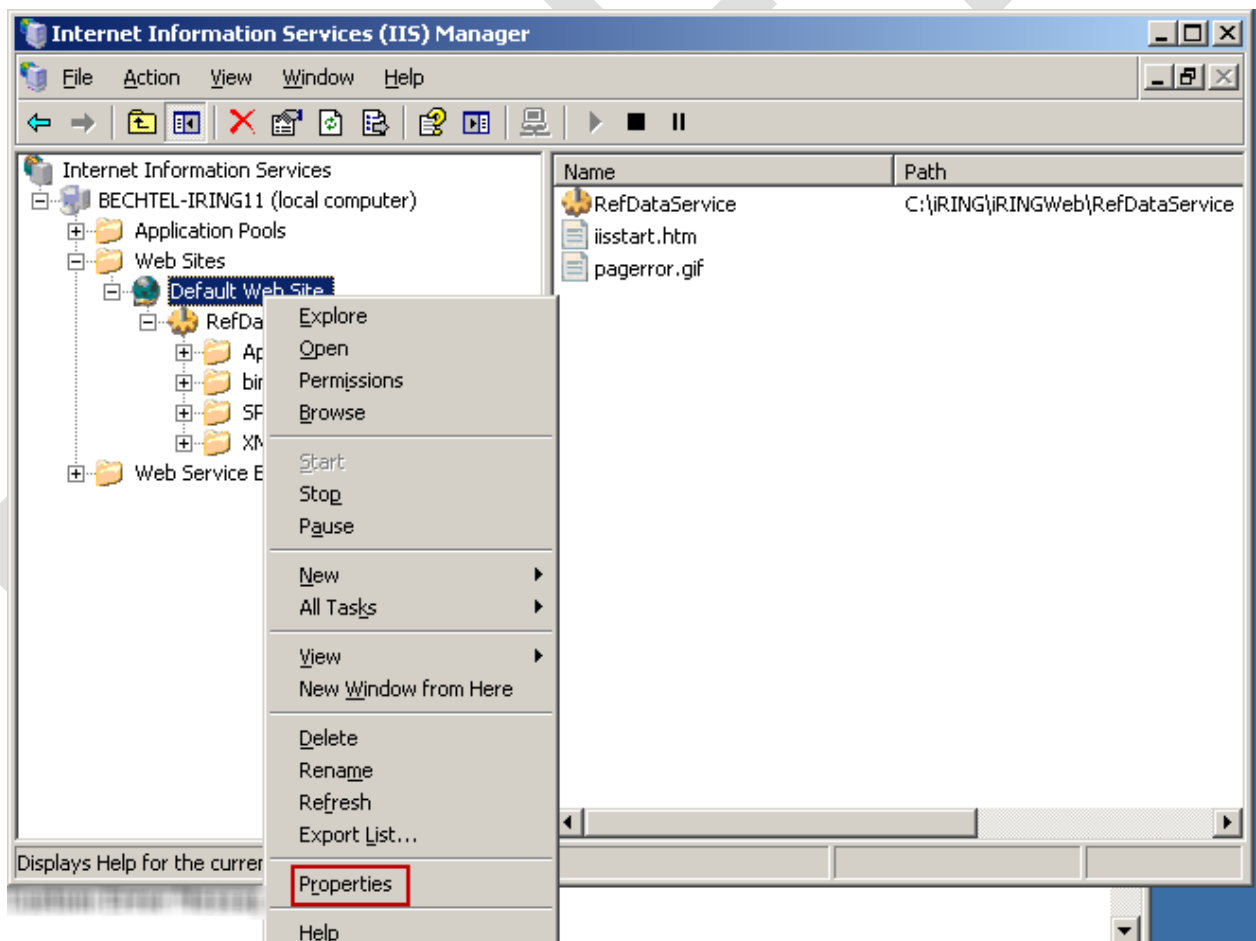 Internet Information Services (IIS) Manager
File Action View Window Help
Internet Information Services
BECHTEL-IRING11 (local computer)
Application Pools
Web Sites
Default Web Site
RefDa
Ap
bin
SP
XM
Web Service E
Name Path
RefDataService C:\iRING\iRINGWeb\RefDataService
iisstart.htm
pagerror.gif
Explore
Open
Permissions
Browse
Start
Stop
Pause
New
All Tasks
View
New Window from Here
Delete
Rename
Refresh
Export List...
Properties
Help
Displays Help for the currer